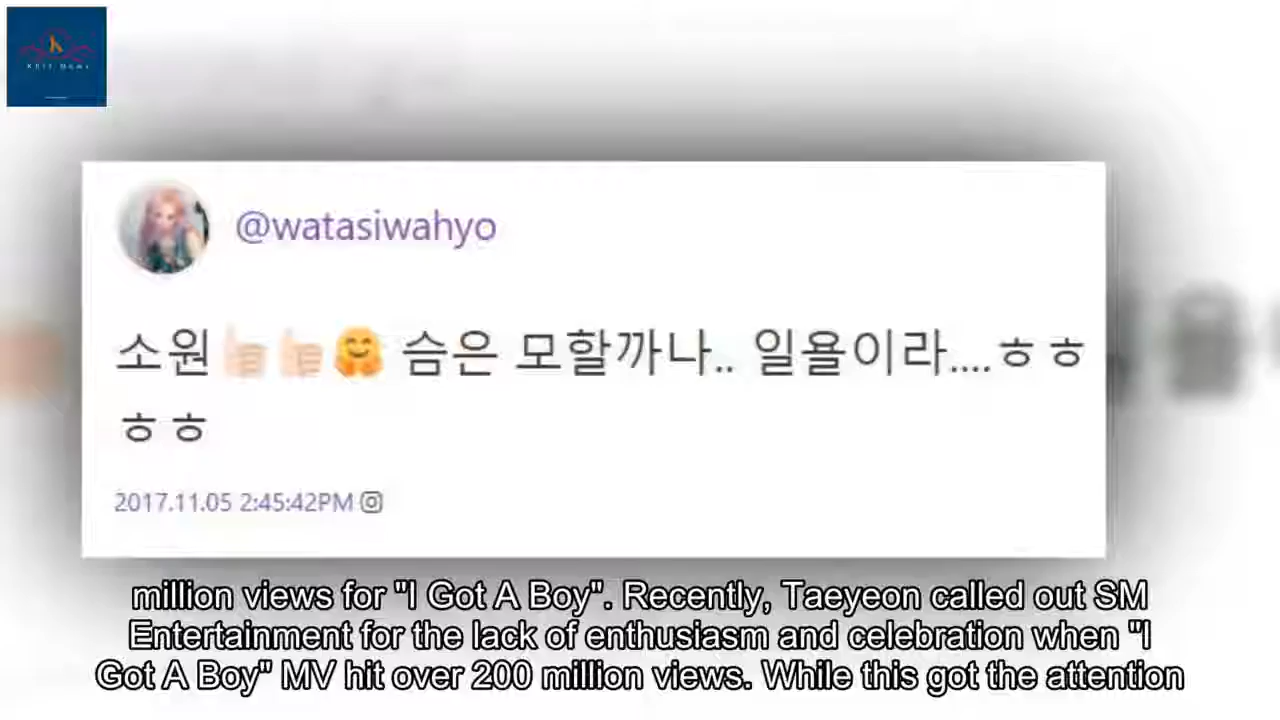 K
@watasiwahyo
소원👍🏻👍🏻🤗 슴은 모할까나.. 일욜이라....ㅎㅎ
ㅎㅎ
2017.11.05 2:45:42PM
million views for "I Got A Boy". Recently, Taeyeon called out SM
Entertainment for the lack of enthusiasm and celebration when "I
Got A Boy" MV hit over 200 million views. While this got the attention